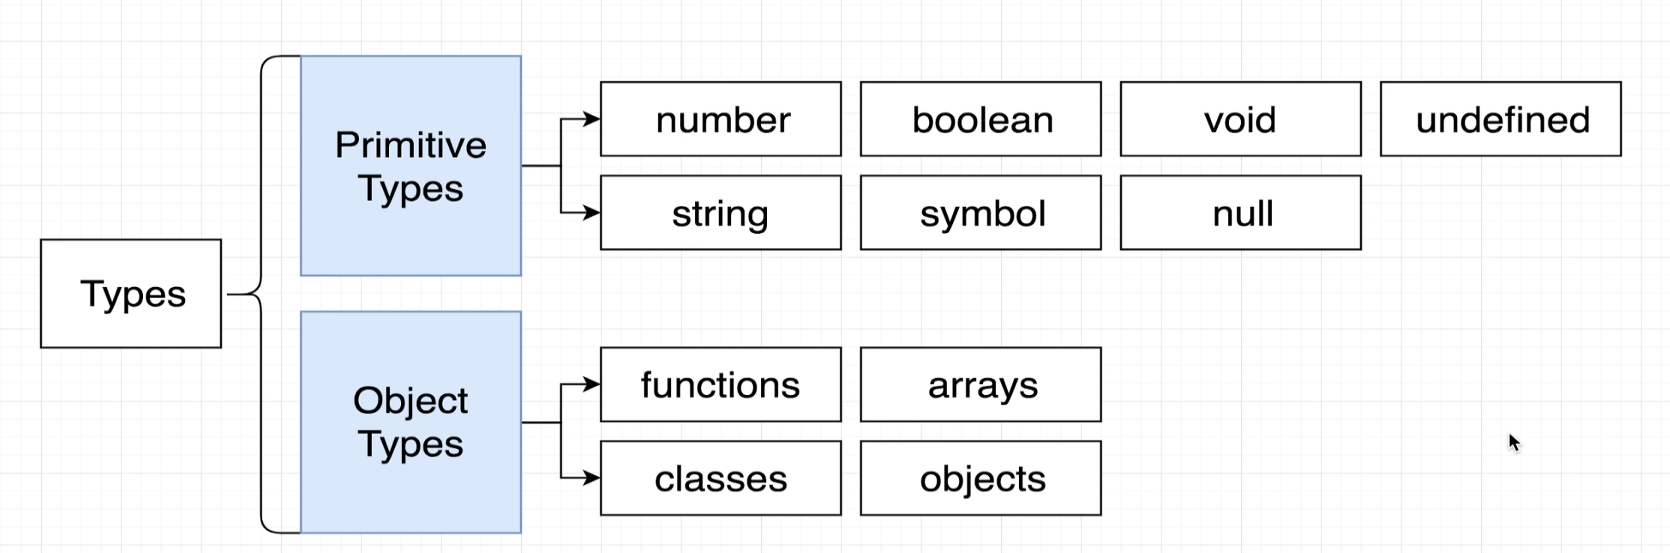 Types
Primitive
Types
number
boolean
void
undefined
string
symbol
null
Object
Types
functions
arrays
classes
objects